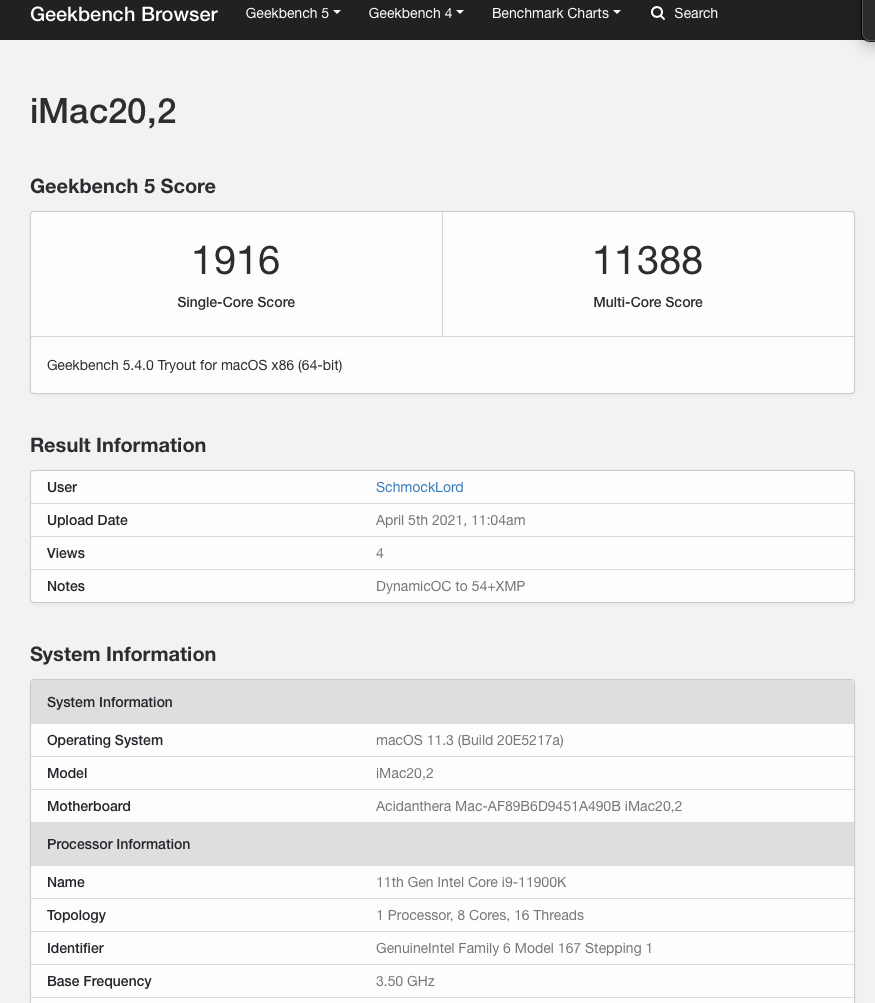 Geekbench Browser Geekbench 5 Geekbench 4 Benchmark Charts Search
iMac20,2
Geekbench 5 Score
1916 11388
Single-Core Score Multi-Core Score
Geekbench 5.4.0 Tryout for macOS x86 (64-bit)
Result Information
User SchmockLord
Upload Date April 5th 2021, 11:04am
Views 4
Notes DynamicOC to 54+XMP
System Information
System Information
Operating System macOS 11.3 (Build 20E5217a)
Model iMac20,2
Motherboard Acidanthera Mac-AF89B6D9451A490B iMac20,2
Processor Information
Name 11th Gen Intel Core i9-11900K
Topology 1 Processor, 8 Cores, 16 Threads
Identifier GenuineIntel Family 6 Model 167 Stepping 1
Base Frequency 3.50 GHz